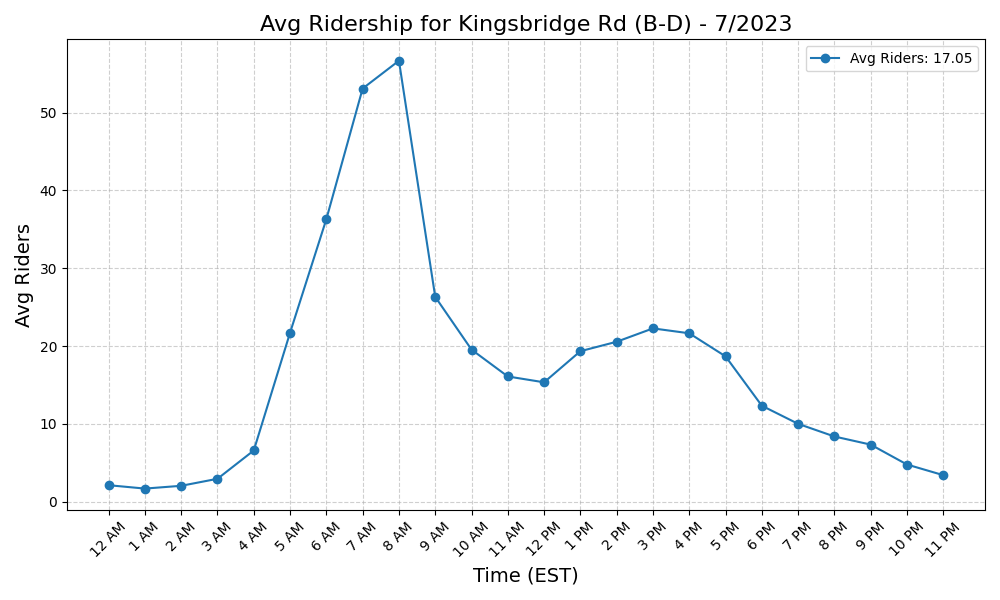 Avg Ridership for Kingsbridge Rd (B-D) - 7/2023
Avg Riders: 17.05
Avg Riders
50
40
30
20
10
0
12 AM
1 AM
2 AM
3 AM
4 AM
5 AM
6 AM
7 AM
8 AM
9 AM
10 AM
11 AM
12 PM
1 PM
2 PM
3 PM
4 PM
5 PM
6 PM
7 PM
8 PM
9 PM
10 PM
11 PM
Time (EST)